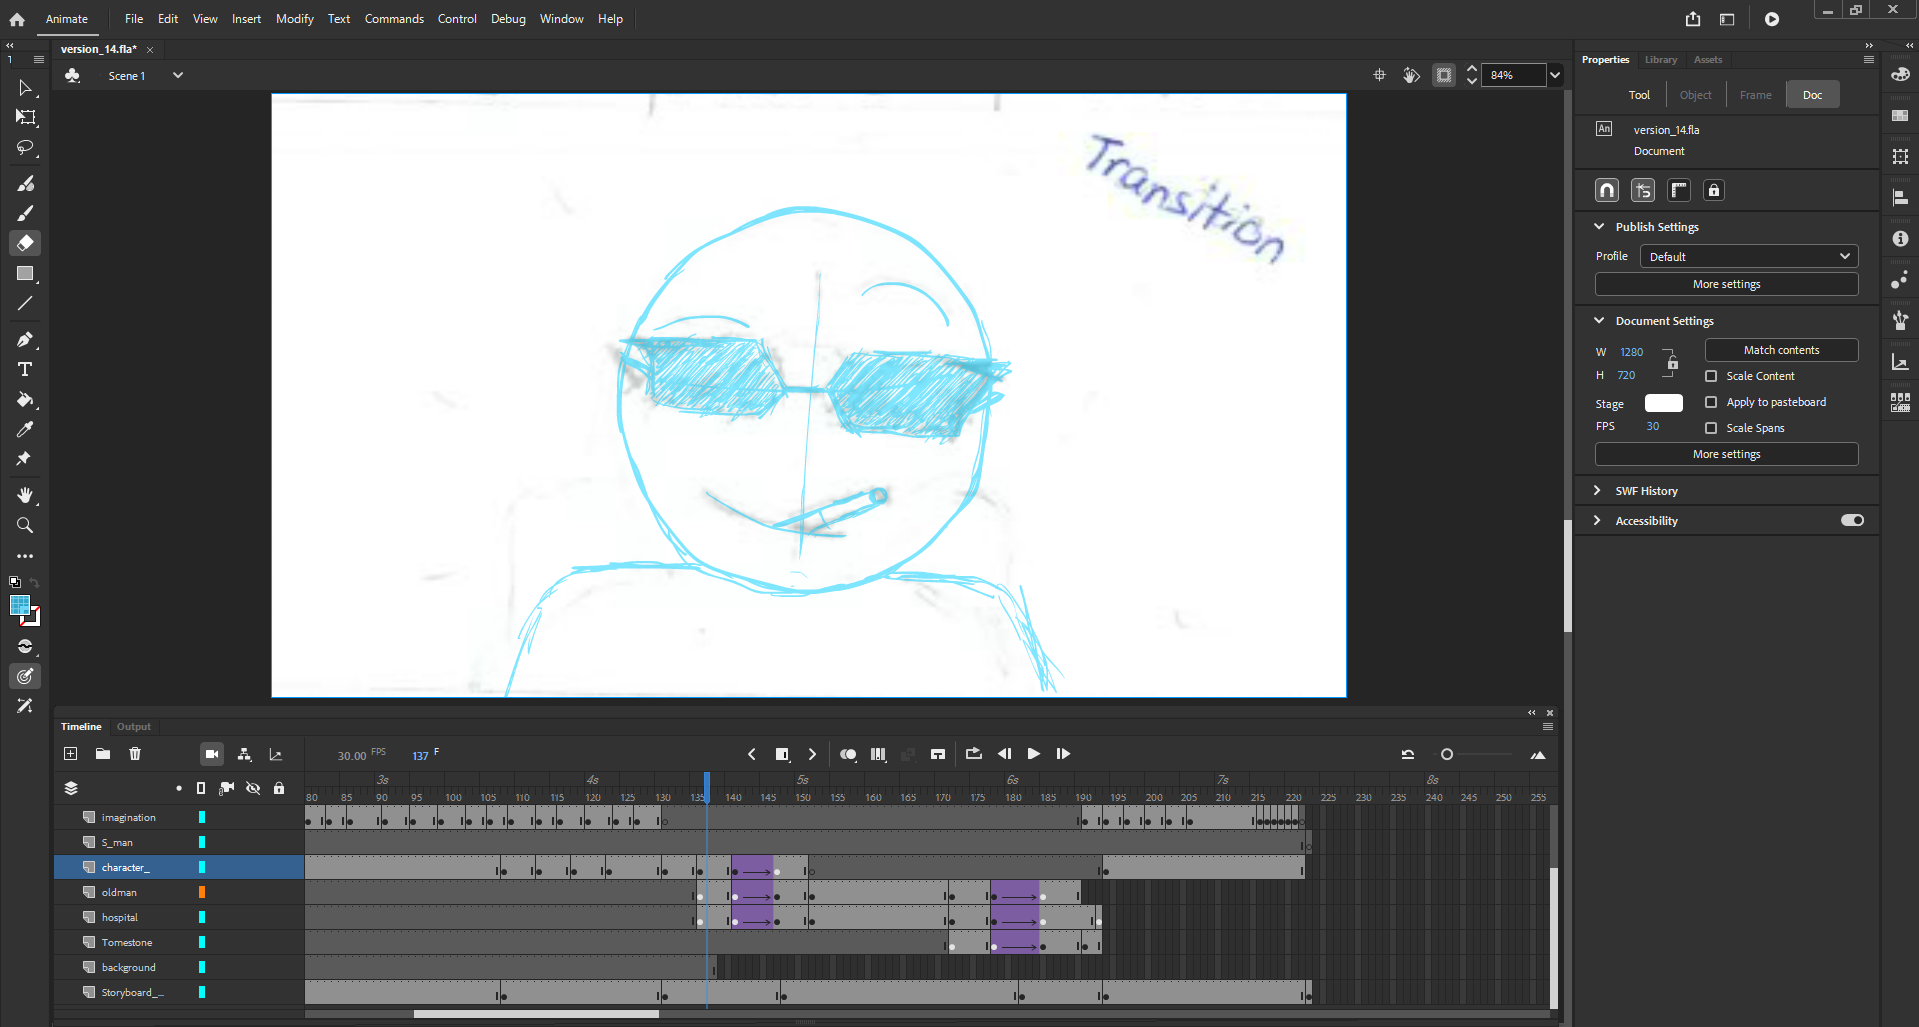 Animate File Edit View Insert Modify Text Commands Control Debug Window Help
version_14.fla* ×
Scene 1
84%
Transition
Properties Library Assets
Tool Object Frame Doc
An version_14.fla
Document
Publish Settings
Profile Default
More settings
Document Settings
W 1280 Match contents
H 720 Scale Content
Stage Apply to pasteboard
FPS 30 Scale Spans
More settings
SWF History
Accessibility
Timeline Output
30.00 FPS 137 F
3s 4s 5s 6s 7s 8s
80 85 90 95 100 105 110 115 120 125 130 135 140 145 150 155 160 165 170 175 180 185 190 195 200 205 210 215 220 225 230 235 240 245 250 255
imagination
S_man
character_
oldman
hospital
Tomestone
background
Storyboard_...